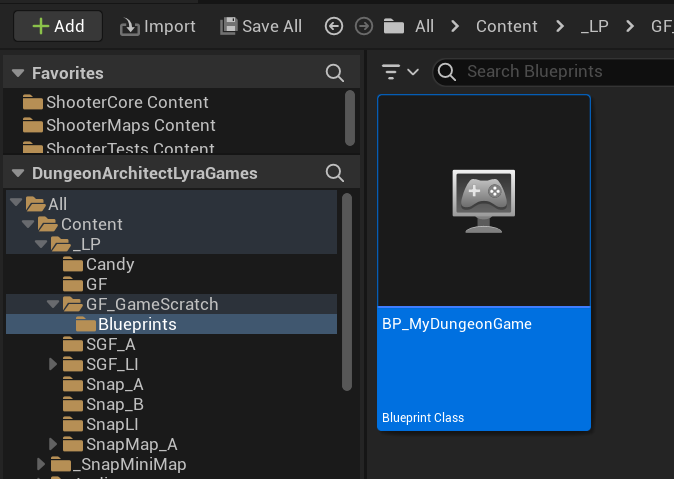 Add
Import
Save All
All
Content
_LP
GF_
Favorites
ShooterCore Content
ShooterMaps Content
ShooterTests Content
DungeonArchitectLyraGames
All
Content
_LP
Candy
GF
GF_GameScratch
Blueprints
SGF_A
SGF_LI
Snap_A
Snap_B
SnapLI
SnapMap_A
_SnapMiniMap
Search Blueprints
BP_MyDungeonGame
Blueprint Class